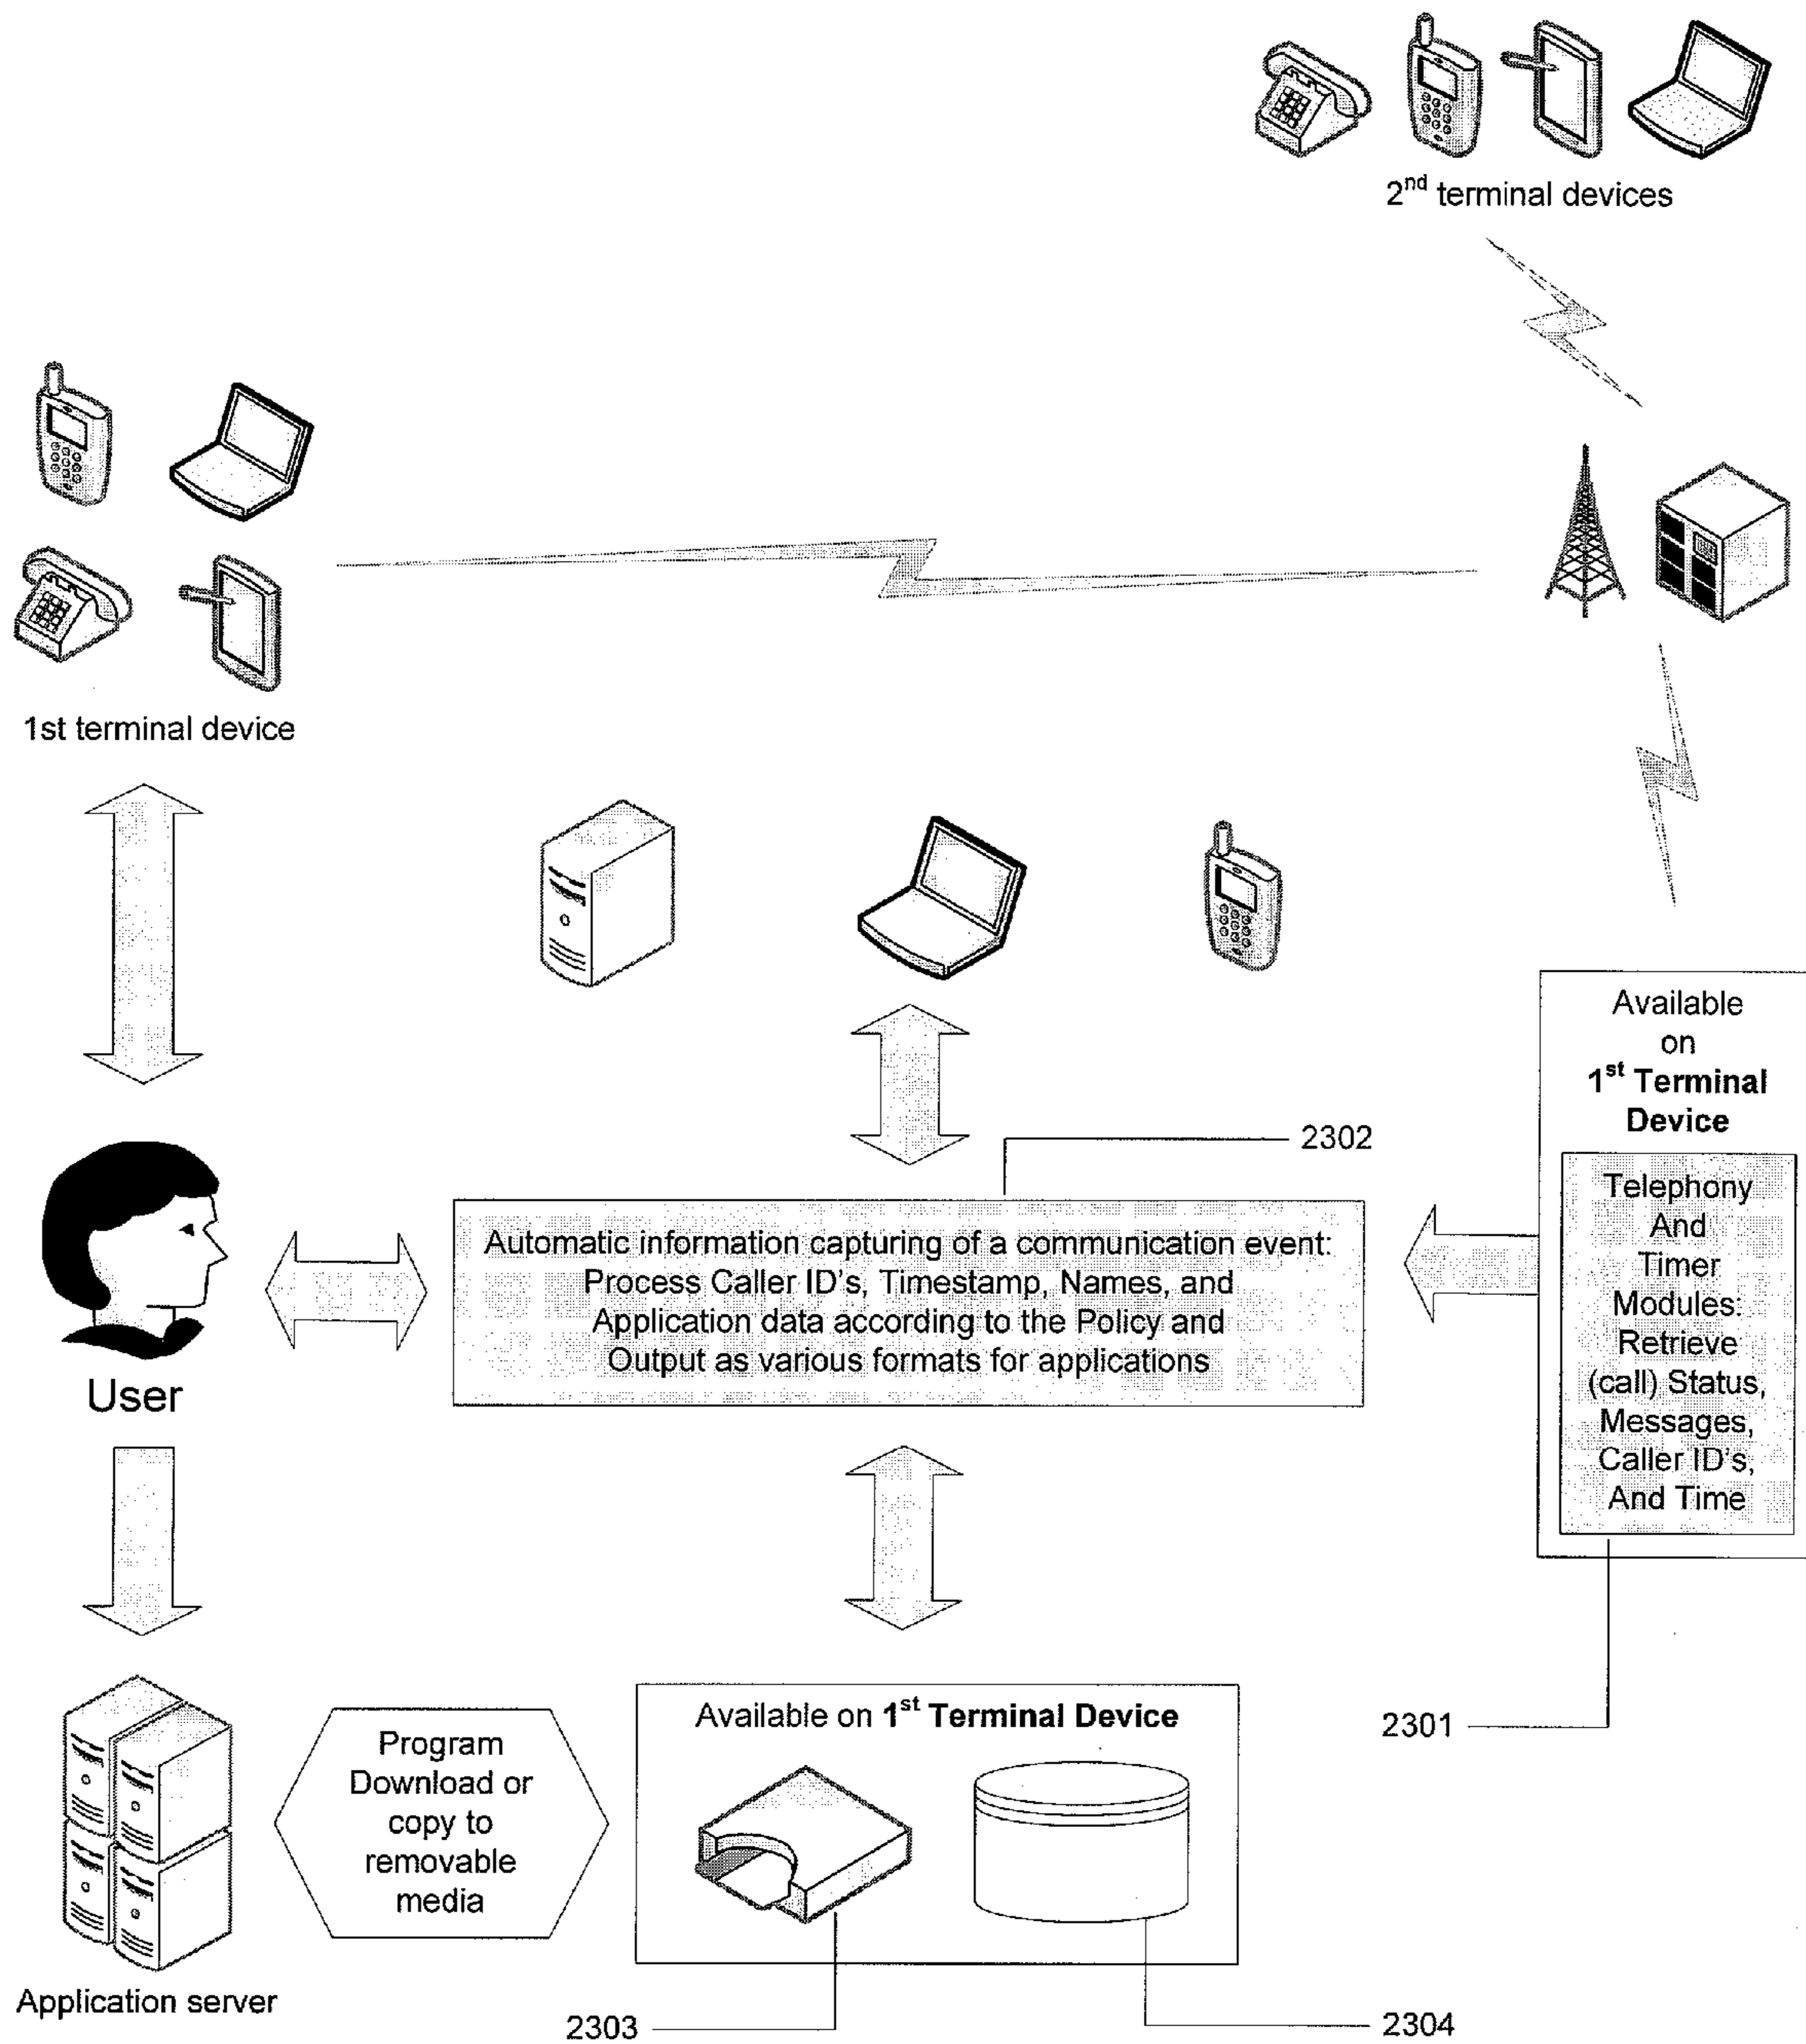 2nd terminal devices
1st terminal device
Available
on
1st Terminal
Device
2302
Telephony
And
Timer
Modules:
Retrieve
(call) Status,
Messages,
Caller ID's,
And Time
Automatic information capturing of a communication event:
Process Caller ID's, Timestamp, Names, and
Application data according to the Policy and
Output as various formats for applications
User
Available on 1st Terminal Device
2301
Program
Download or
copy to
removable
media
Application server
2303
2304